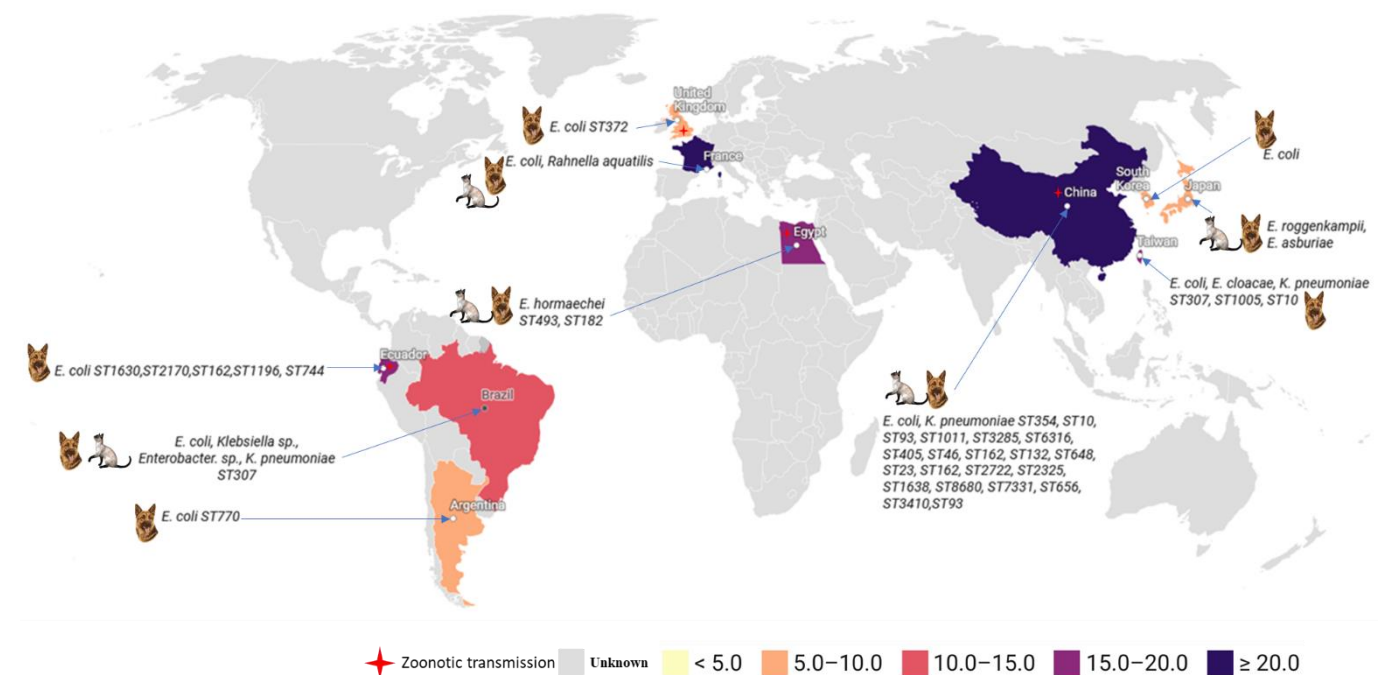 United
Kingdom
E. coli ST372
E. coli, Rahnella aquatilis
France
E. coli
South
Korea
Japan
China
E. roggenkampii,
E. asburiae
Taiwan
E. coli, E. cloacae, K. pneumoniae
ST307, ST1005, ST10
Egypt
E. hormaechei
ST493, ST182
Ecuador
E. coli ST1630,ST2170,ST162,ST1196, ST744
Brazil
E. coli, Klebsiella sp.,
Enterobacter. sp., K. pneumoniae
ST307
Argentina
E. coli ST770
E. coli, K. pneumoniae ST354, ST10,
ST93, ST1011, ST3285, ST6316,
ST405, ST46, ST162, ST132, ST648,
ST23, ST162, ST2722, ST2325,
ST1638, ST8680, ST7331, ST656,
ST3410,ST93
Zoonotic transmission Unknown < 5.0 5.0–10.0 10.0–15.0 15.0–20.0 ≥ 20.0